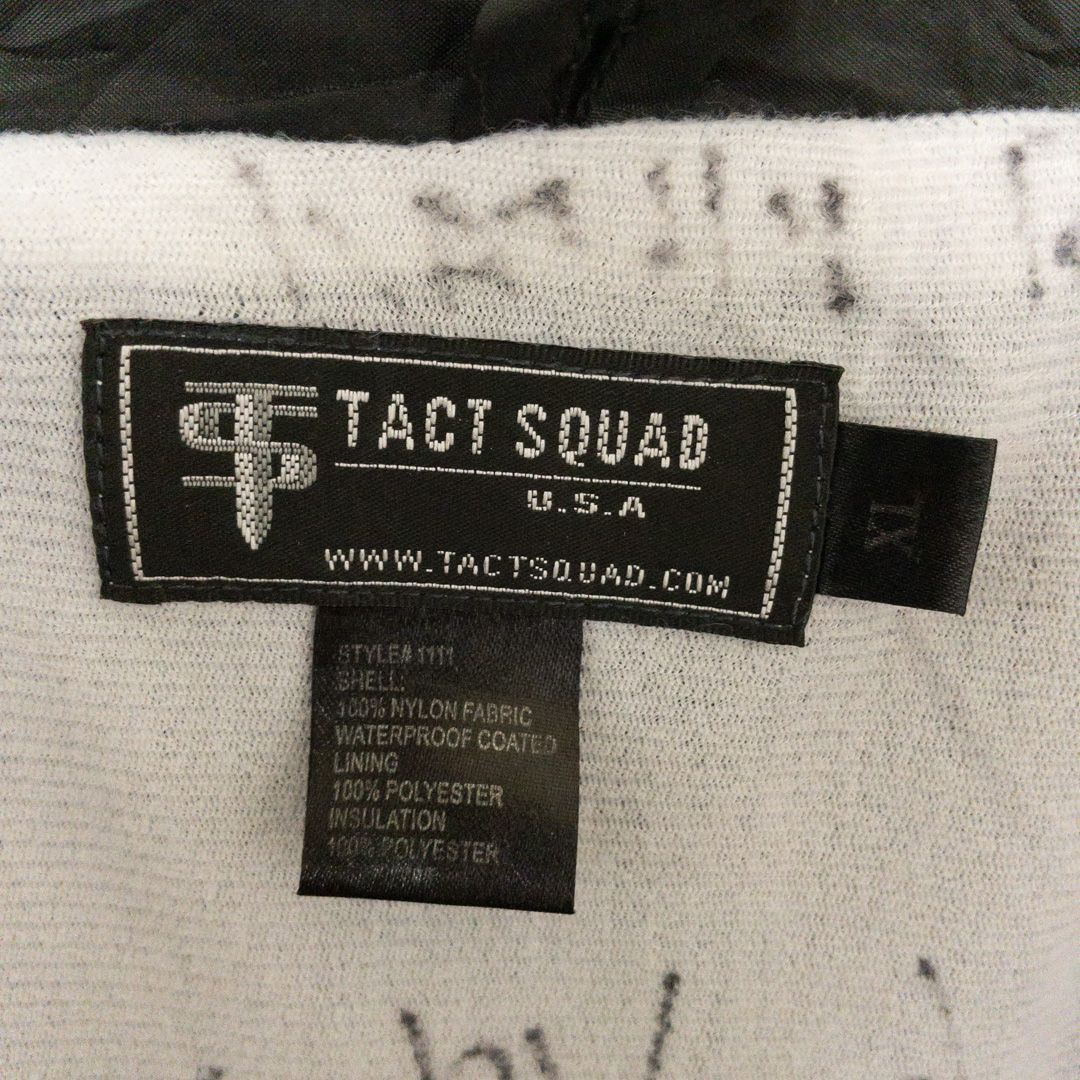 TACT SQUAD
U.S.A
WWW.TACTSQUAD.COM
STYLE# 1111
SHELL:
100% NYLON FABRIC
WATERPROOF COATED
LINING
100% POLYESTER
INSULATION
100% POLYESTER